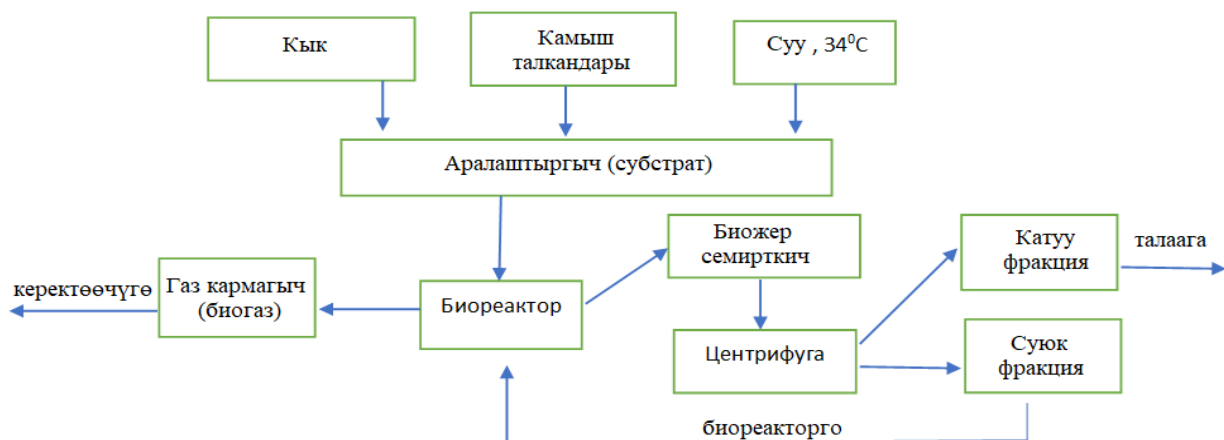 Кык
Камыш
талкандары
Суу , 34⁰C
Аралаштыргыч (субстрат)
Биожер
семирткич
Катуу
фракция
талаага
керектөөчүгө
Газ кармагыч
(биогаз)
Биореактор
Центрифуга
Суюк
фракция
биореакторго